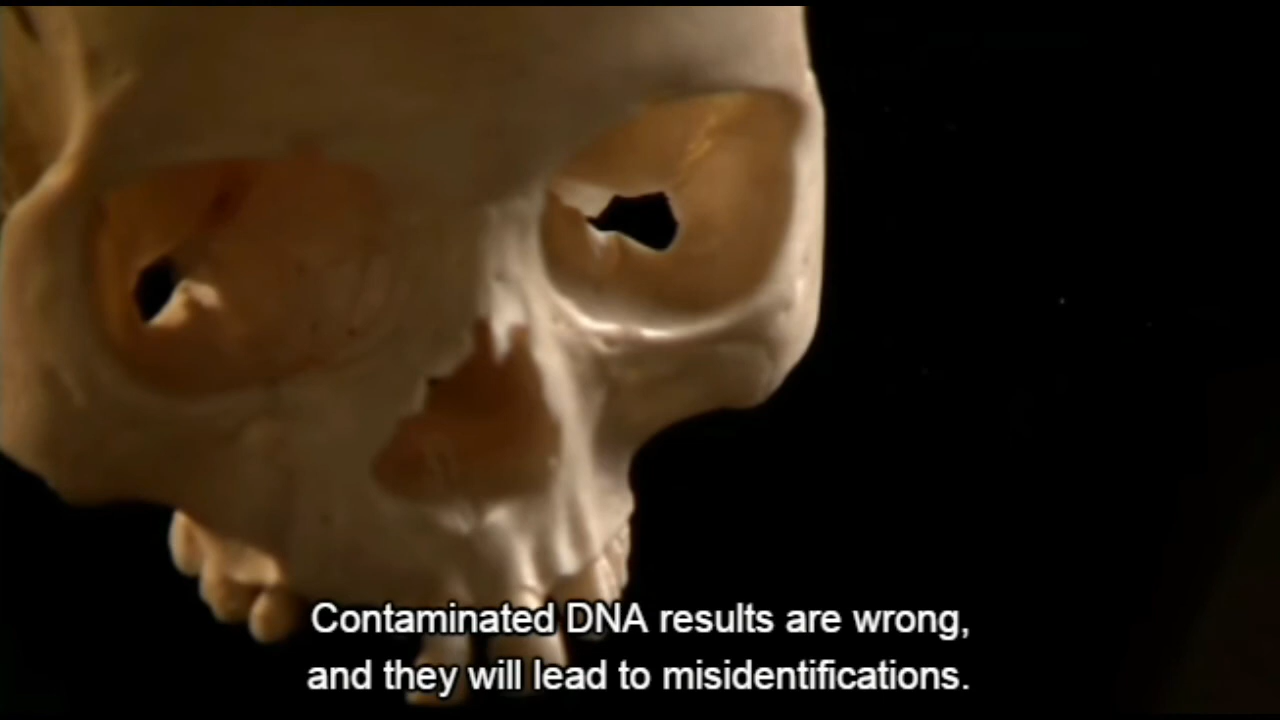 Contaminated DNA results are wrong,
and they will lead to misidentifications.